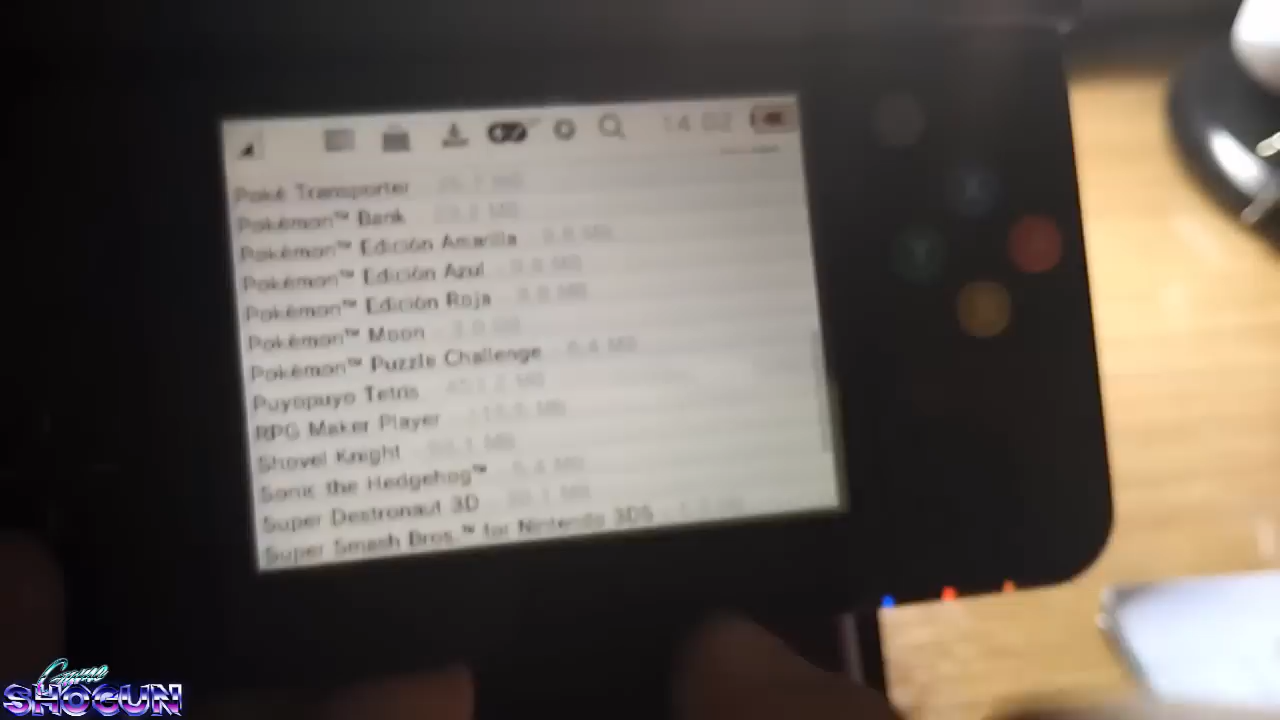 14:02
Poké Transporter
Pokémon™ Bank
Pokémon™ Edición Amarilla
Pokémon™ Edición Azul
Pokémon™ Edición Roja
Pokémon™ Moon
Pokémon™ Puzzle Challenge
Puyopuyo Tetris
RPG Maker Player
Shovel Knight
Sonic the Hedgehog™
Super Destronaut 3D
Super Smash Bros.™ for Nintendo 3DS
X
Y
Game
SHOGUN